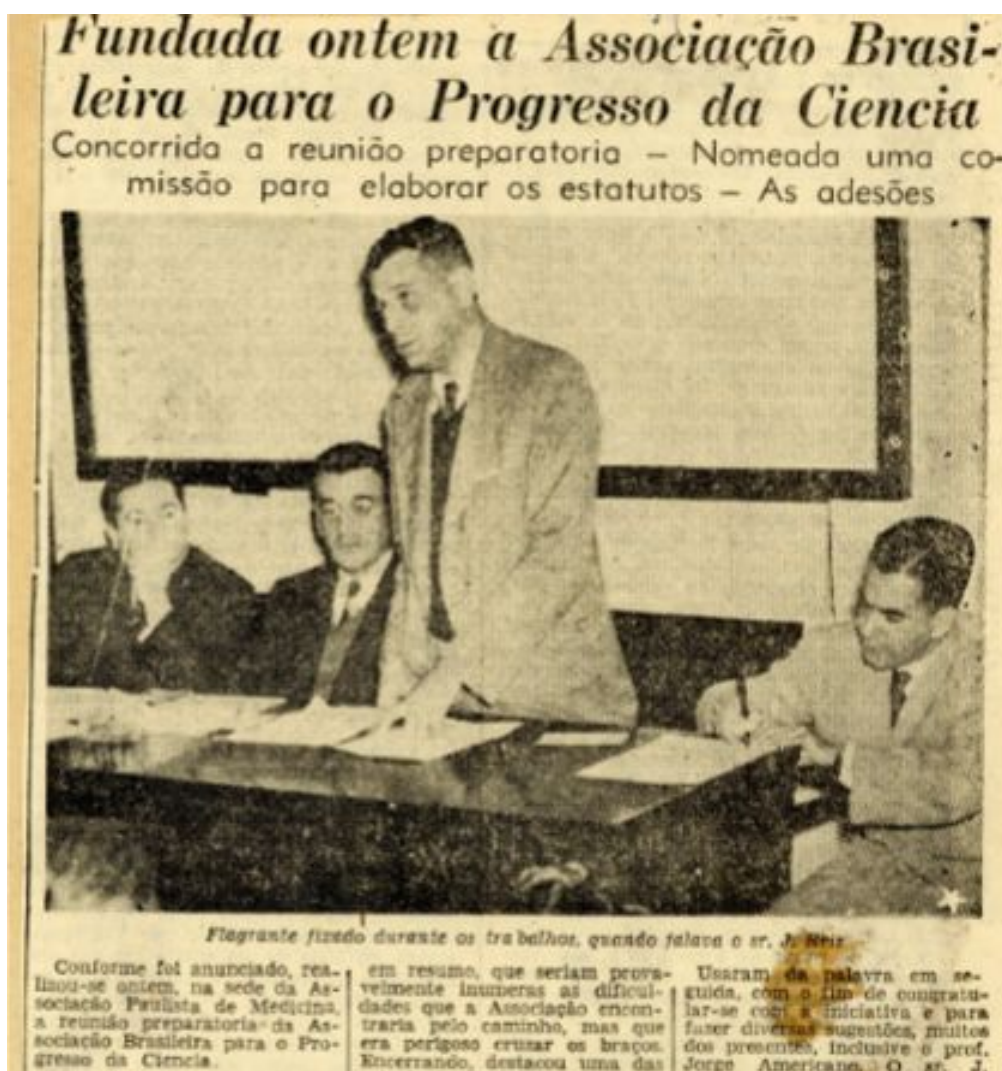 Fundada ontem a Associação Brasi-
leira para o Progresso da Ciencia
Concorrida a reunião preparatoria — Nomeada uma co-
missão para elaborar os estatutos — As adesões
Flagrante fixado durante os trabalhos, quando falava o sr. J. Reis
Conforme foi anunciado, rea-
lizou-se ontem, na sede da As-
sociação Paulista de Medicina,
a reunião preparatoria da As-
sociação Brasileira para o Pro-
gresso da Ciencia.
em resumo, que seriam prova-
velmente inumeras as dificul-
dades que a Associação encon-
traria pelo caminho, mas que
era perigoso cruzar os braços.
Encerrando, destacou uma das
Usaram da palavra em se-
guida, com o fim de congratu-
lar-se com a iniciativa e para
fazer diversas sugestões, muitos
dos presentes, inclusive o prof.
Jorge Americano. O sr. J.